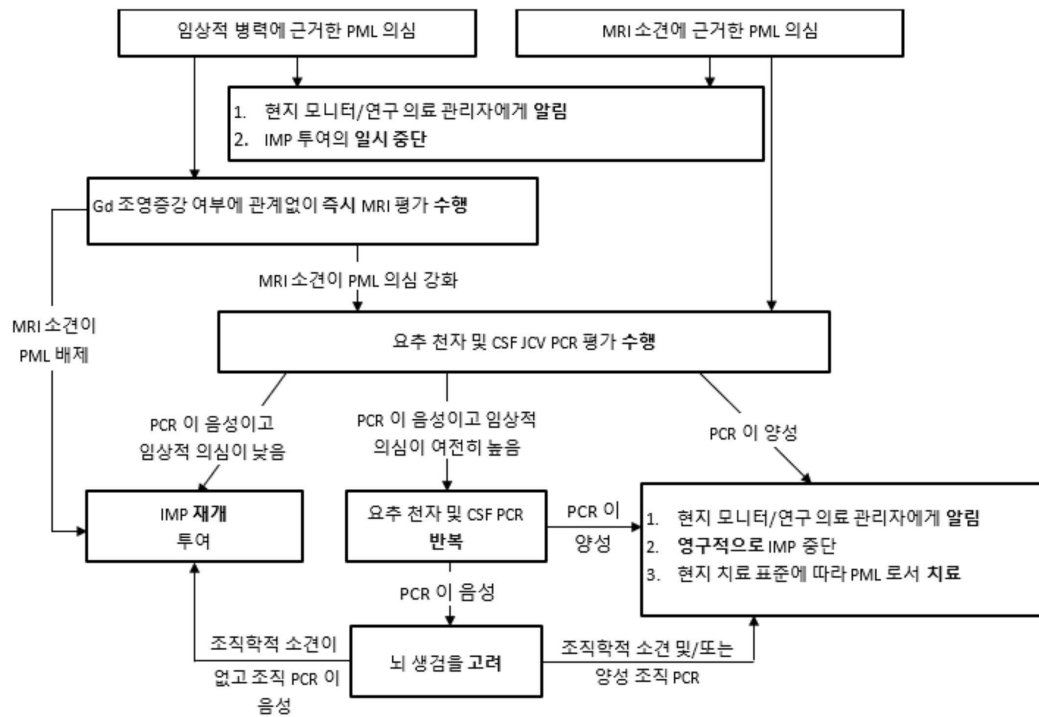 임상적 병력에 근거한 PML 의심
MRI 소견에 근거한 PML 의심
1. 현지 모니터/연구 의료 관리자에게 알림
2. IMP 투여의 일시 중단
Gd 조영증강 여부에 관계없이 즉시 MRI 평가 수행
MRI 소견이 PML 의심 강화
MRI 소견이
PML 배제
요추 천자 및 CSF JCV PCR 평가 수행
PCR 이 음성이고
임상적 의심이 낮음
PCR 이 음성이고 임상적
의심이 여전히 높음
PCR 이 양성
IMP 재개
투여
요추 천자 및 CSF PCR
반복
PCR 이
양성
1. 현지 모니터/연구 의료 관리자에게 알림
2. 영구적으로 IMP 중단
3. 현지 치료 표준에 따라 PML 로서 치료
PCR 이 음성
조직학적 소견이
없고 조직 PCR 이
음성
뇌 생검을 고려
조직학적 소견 및/또는
양성 조직 PCR